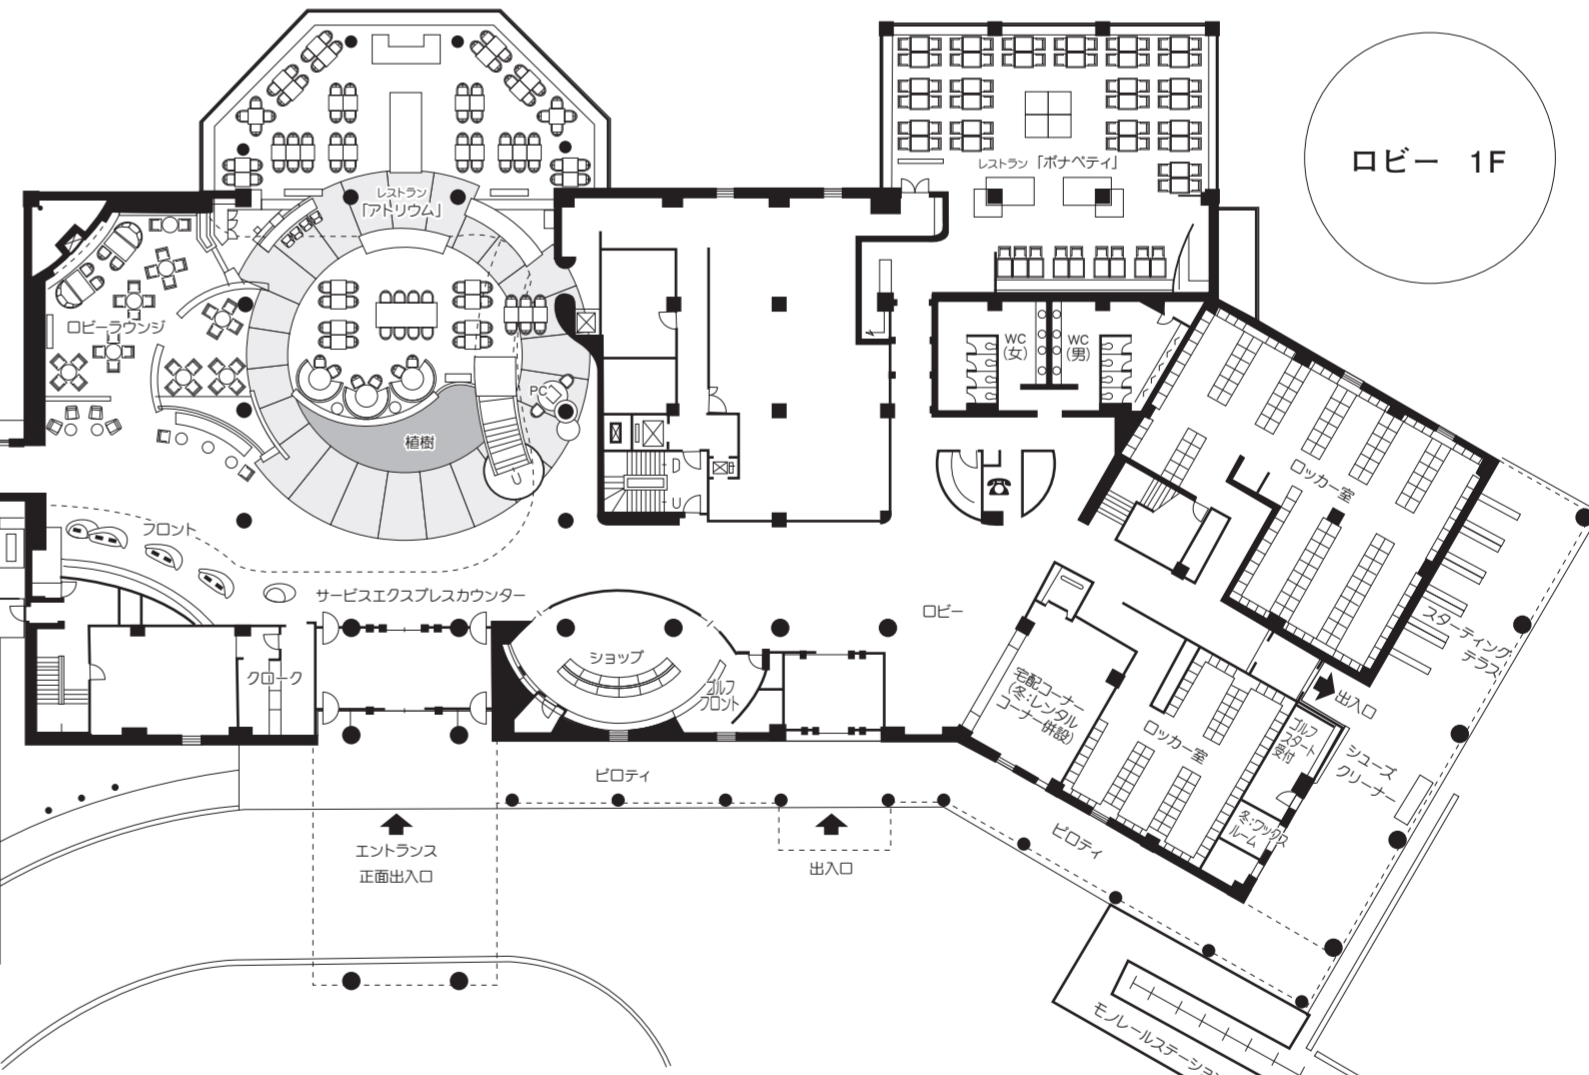 ロビー 1F
レストラン「ボナペティ」
レストラン
「アトリウム」
ロビーラウンジ
WC
(女)
WC
(男)
PC
植樹
U
D
U
ロッカー室
フロント
サービスエクスプレスカウンター
ロビー
スターティング
テラス
ショップ
クローク
ゴルフ
フロント
宅配コーナー
(冬:レンタル
コーナー併設)
ロッカー室
出入口
ゴルフ
スタート
受付
シューズ
クリーナー
冬:ワックス
ルーム
ピロティ
ピロティ
エントランス
正面出入口
出入口
モノレールステーション